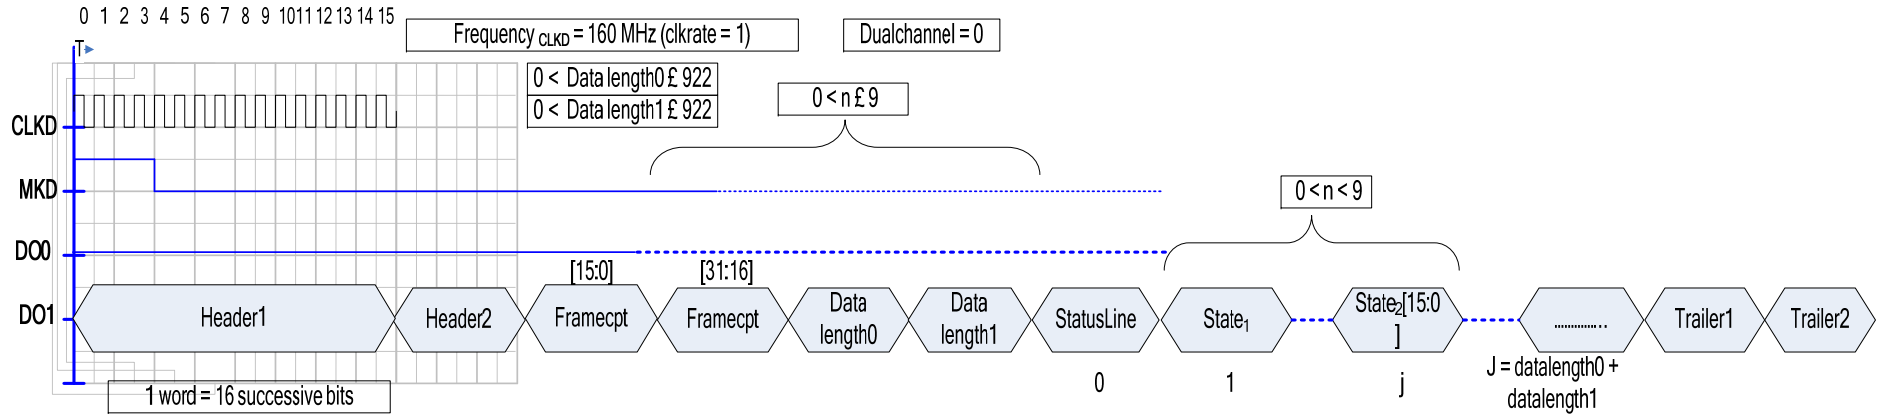 0 1 2 3 4 5 6 7 8 9 1011 12 13 14 15
T
Frequency CLKD = 160 MHz (clkrate = 1)
Dualchannel = 0
0 < Data length0 £ 922
0 < Data length1 £ 922
0 < n £ 9
CLKD
MKD
0 < n < 9
DO0
[15:0]
[31:16]
DO1
Header1
Header2
Framecpt
Framecpt
Data
length0
Data
length1
StatusLine
State1
State2[15:0
]
..............
Trailer1
Trailer2
0
1
j
J = datalength0 +
datalength1
1 word = 16 successive bits